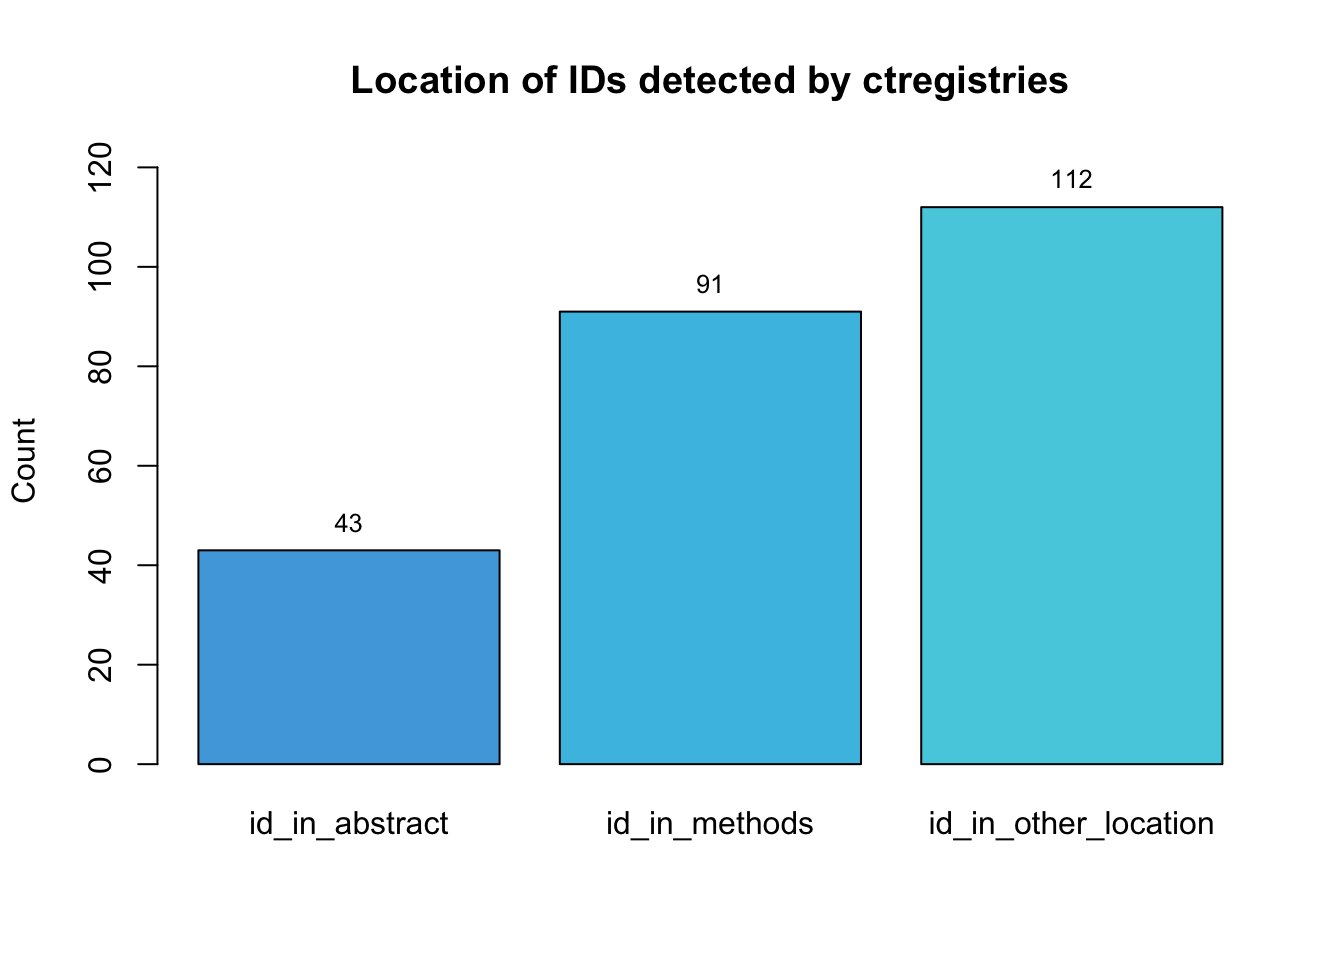 Location of IDs detected by ctregistries
Count
120
100
80
60
40
20
0
43
91
112
id_in_abstract
id_in_methods
id_in_other_location